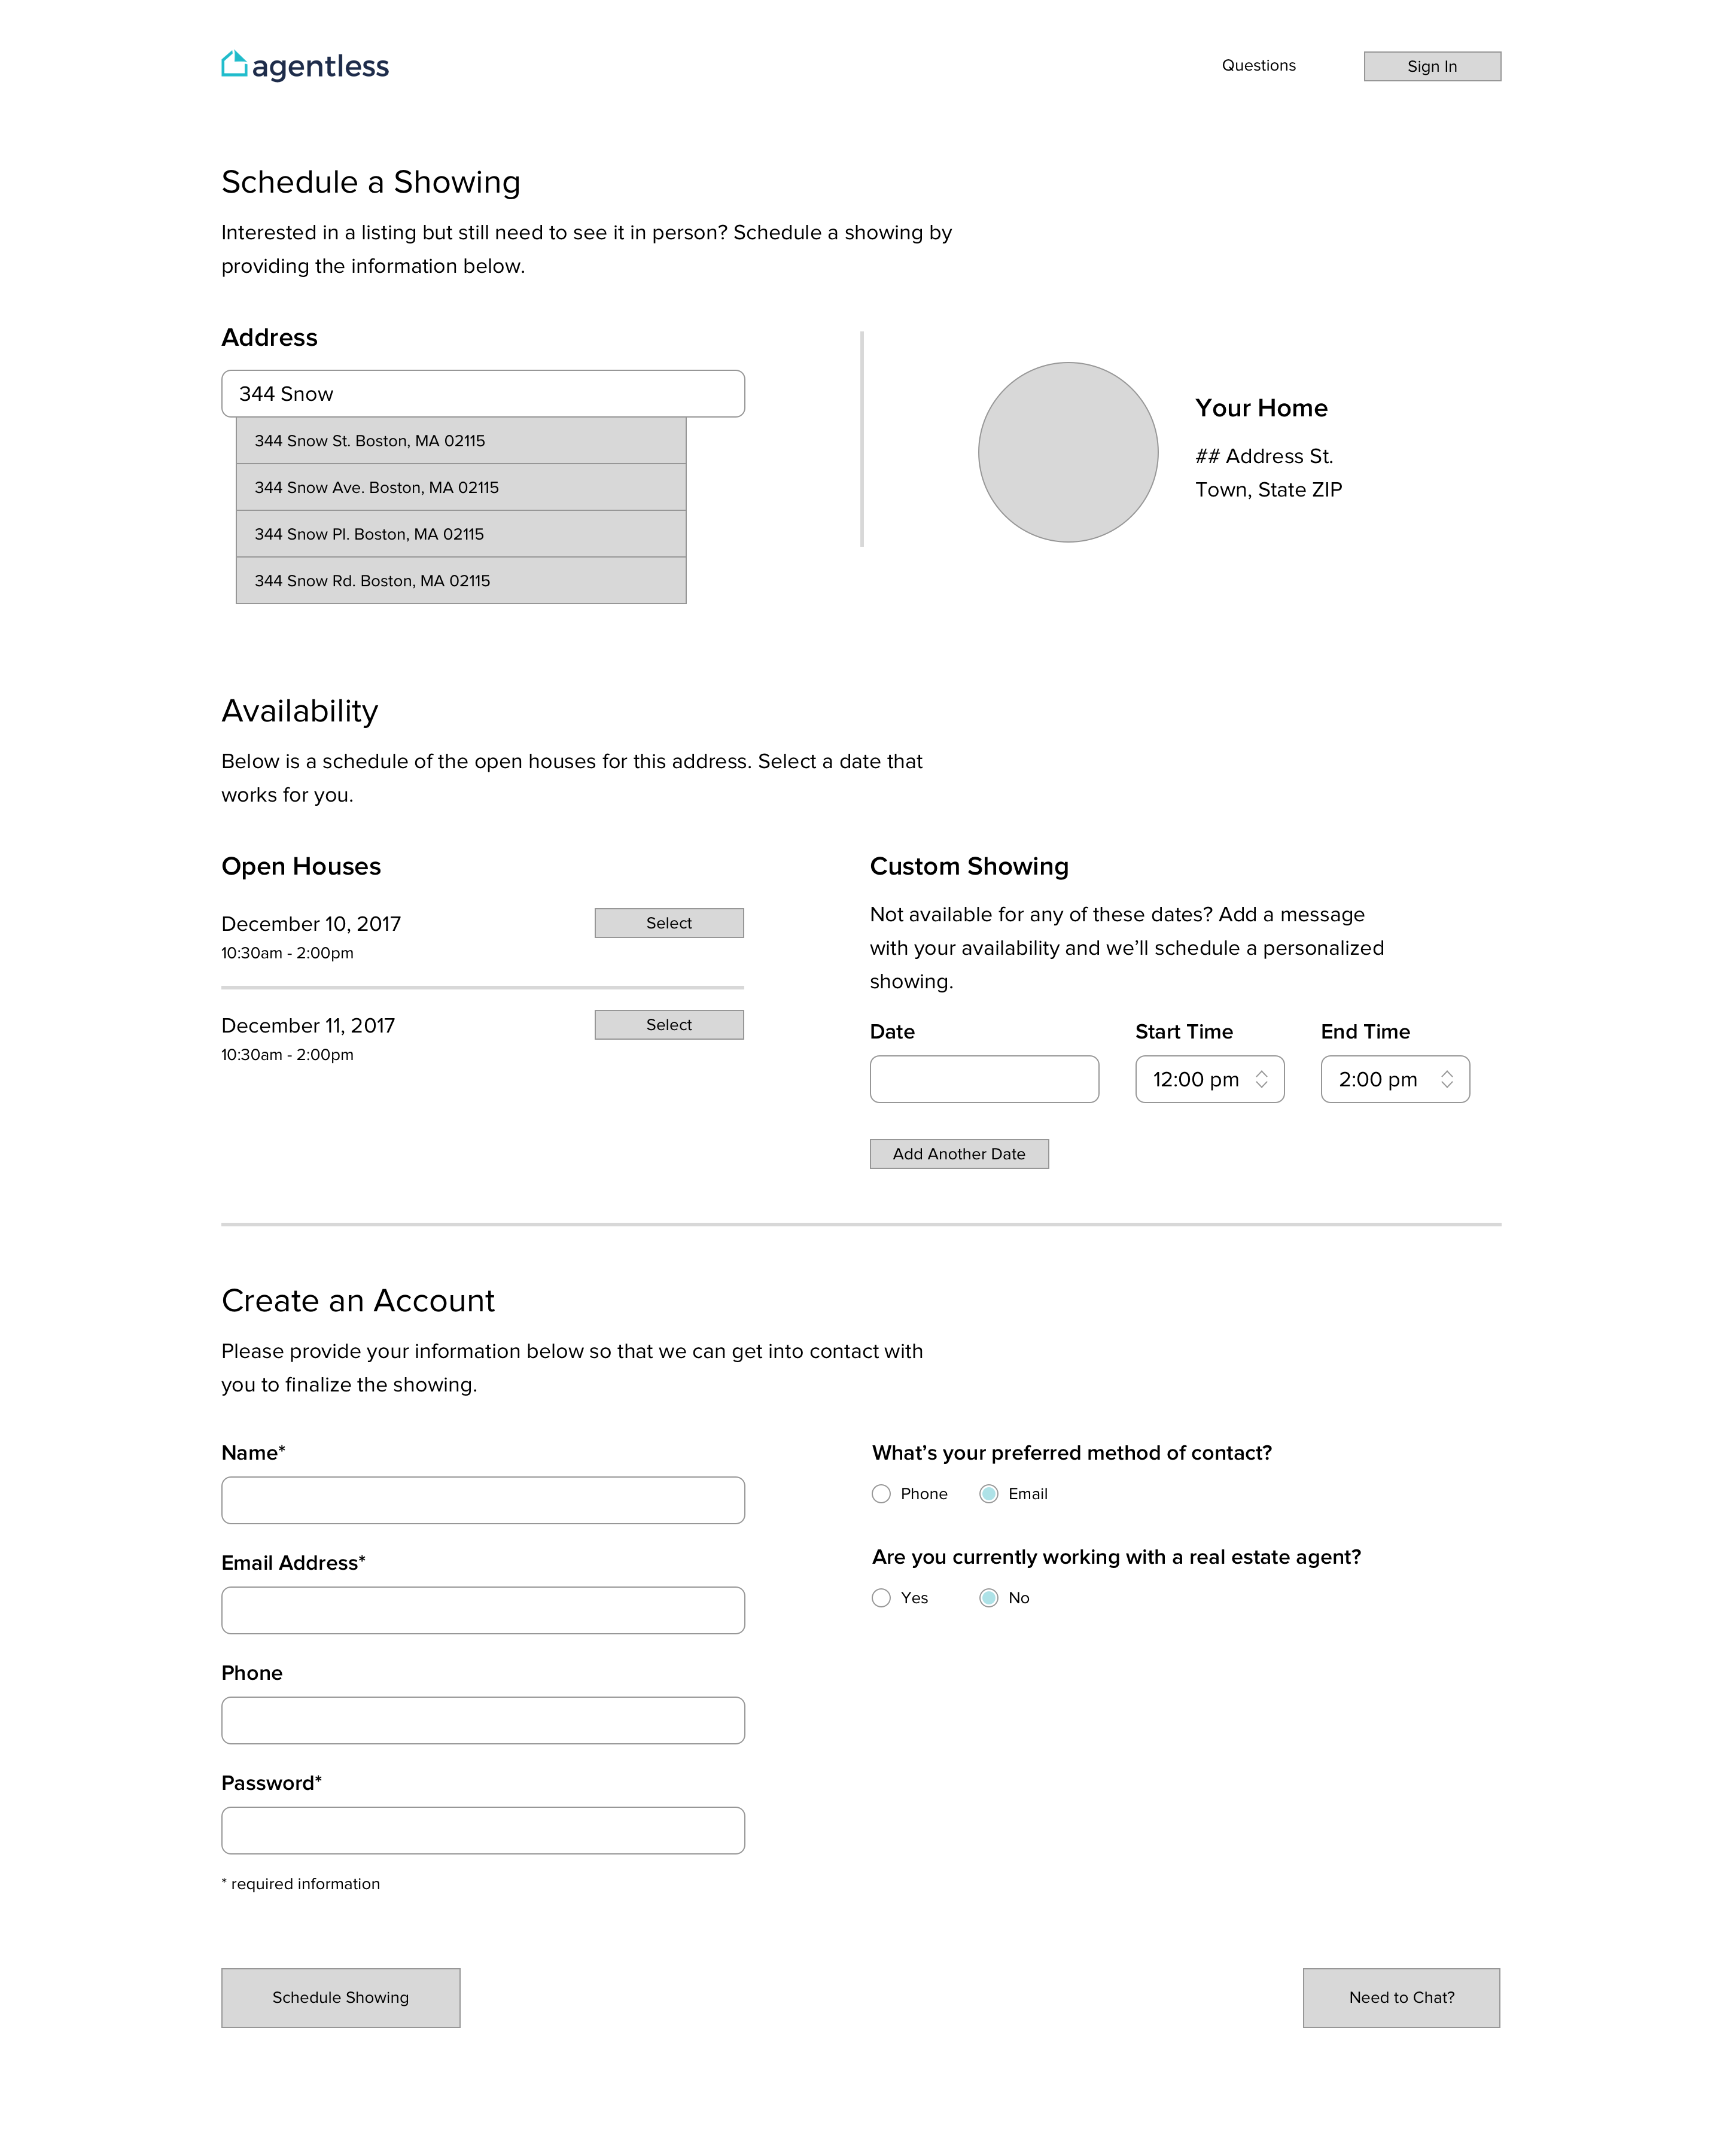 agentless
Questions
Sign In
Schedule a Showing
Interested in a listing but still need to see it in person? Schedule a showing by
providing the information below.
Address
344 Snow
344 Snow St. Boston, MA 02115
344 Snow Ave. Boston, MA 02115
344 Snow Pl. Boston, MA 02115
344 Snow Rd. Boston, MA 02115
Your Home
## Address St.
Town, State ZIP
Availability
Below is a schedule of the open houses for this address. Select a date that
works for you.
Open Houses
December 10, 2017
Select
10:30am - 2:00pm
December 11, 2017
Select
10:30am - 2:00pm
Custom Showing
Not available for any of these dates? Add a message
with your availability and we’ll schedule a personalized
showing.
Date
Start Time
End Time
12:00 pm
2:00 pm
Add Another Date
Create an Account
Please provide your information below so that we can get into contact with
you to finalize the showing.
Name*
Email Address*
Phone
Password*
* required information
What’s your preferred method of contact?
Phone
Email
Are you currently working with a real estate agent?
Yes
No
Schedule Showing
Need to Chat?